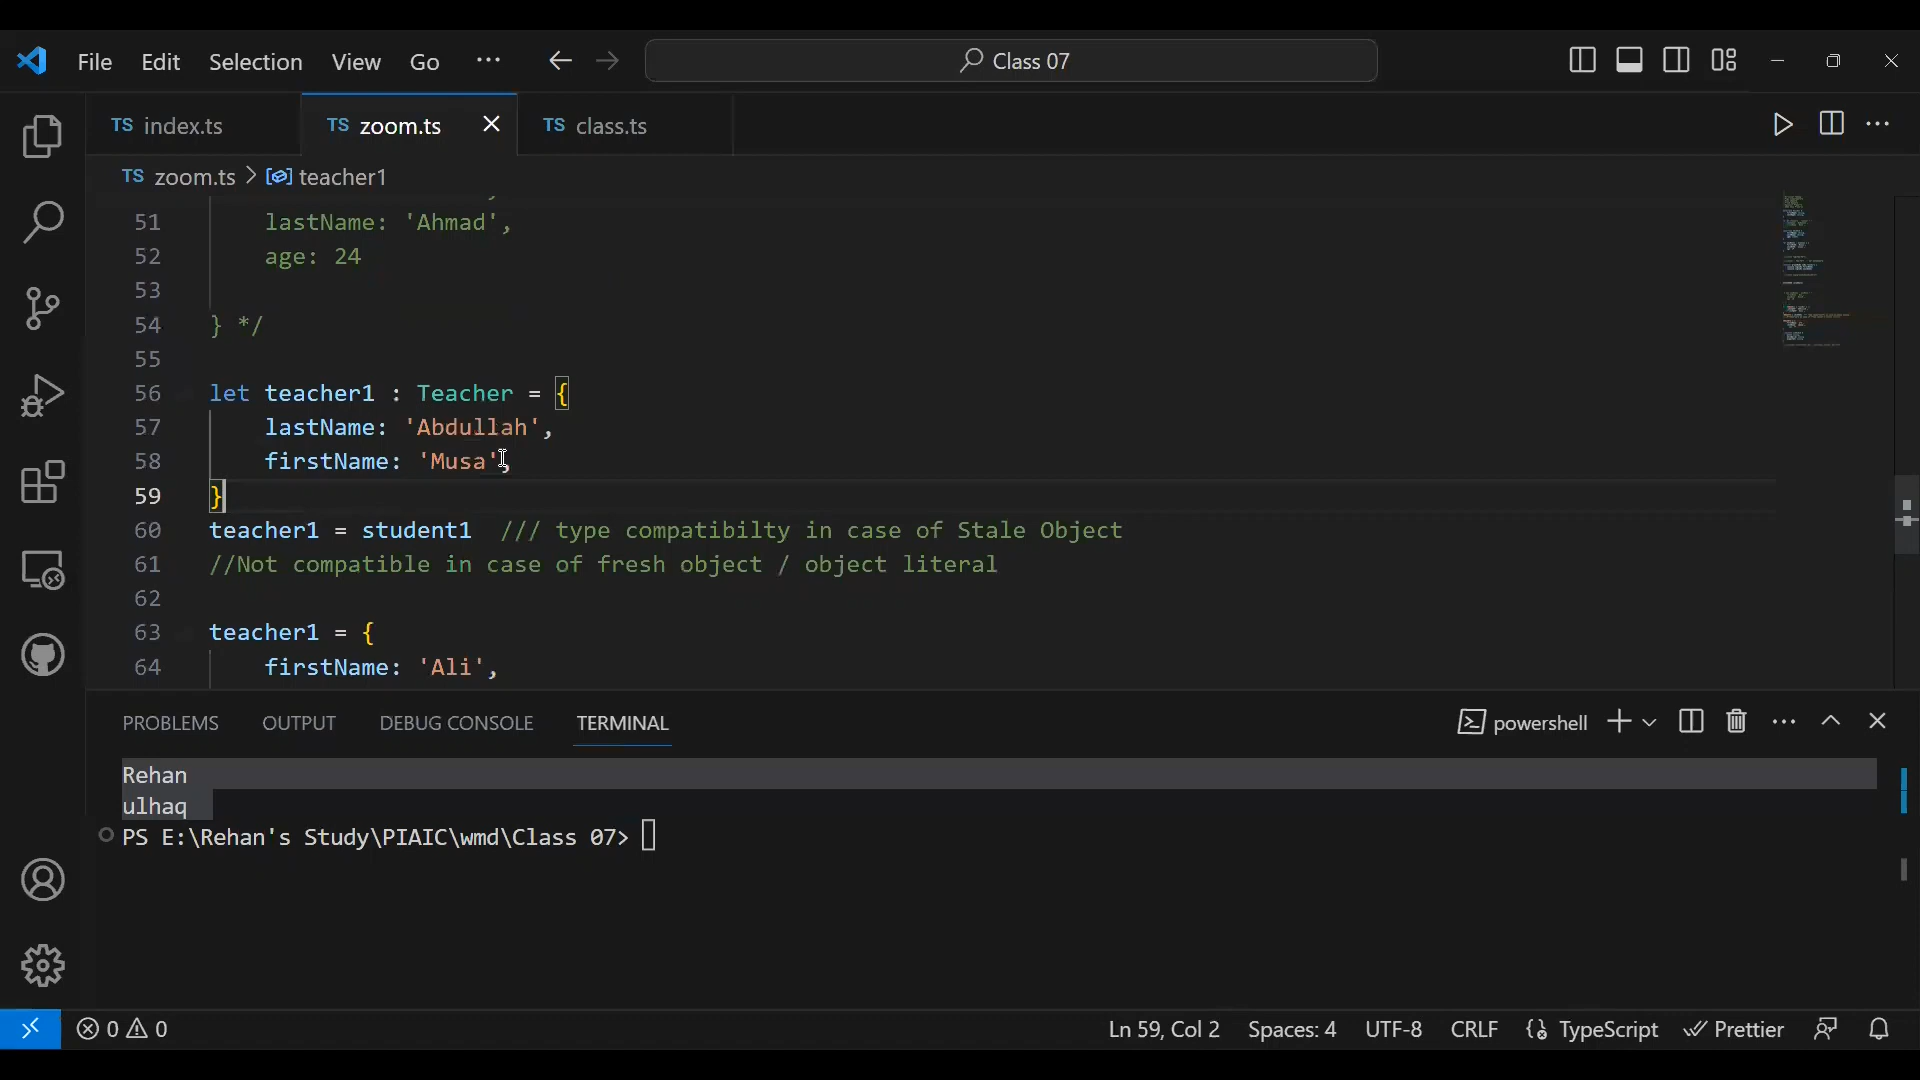 File Edit Selection View Go ··· Class 07
TS index.ts TS zoom.ts TS class.ts
TS zoom.ts > teacher1
51 lastName: 'Ahmad',
52 age: 24
53
54 } */
55
56 let teacher1 : Teacher = {
57 lastName: 'Abdullah',
58 firstName: 'Musa',
59 }
60 teacher1 = student1 /// type compatibilty in case of Stale Object
61 //Not compatible in case of fresh object / object literal
62
63 teacher1 = {
64 firstName: 'Ali',
PROBLEMS OUTPUT DEBUG CONSOLE TERMINAL powershell
Rehan
ulhaq
PS E:\Rehan's Study\PIAIC\wmd\Class 07>
0 0 Ln 59, Col 2 Spaces: 4 UTF-8 CRLF {} TypeScript Prettier